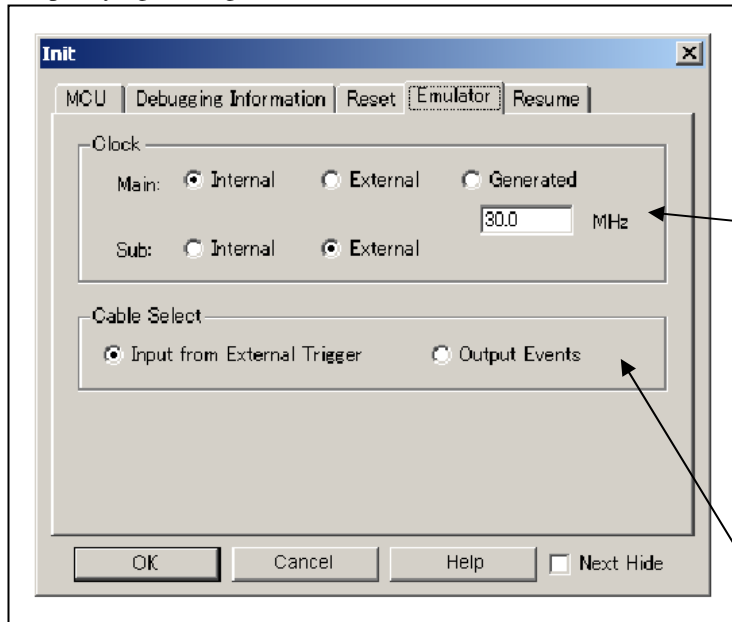 Init
MCU Debugging Information Reset Emulator Resume
Clock
Main: Internal External Generated
30.0 MHz
Sub: Internal External
Cable Select
Input from External Trigger Output Events
OK Cancel Help Next Hide